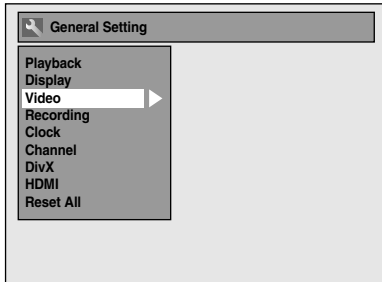 General Setting
Playback
Display
Video
Recording
Clock
Channel
DivX
HDMI
Reset All